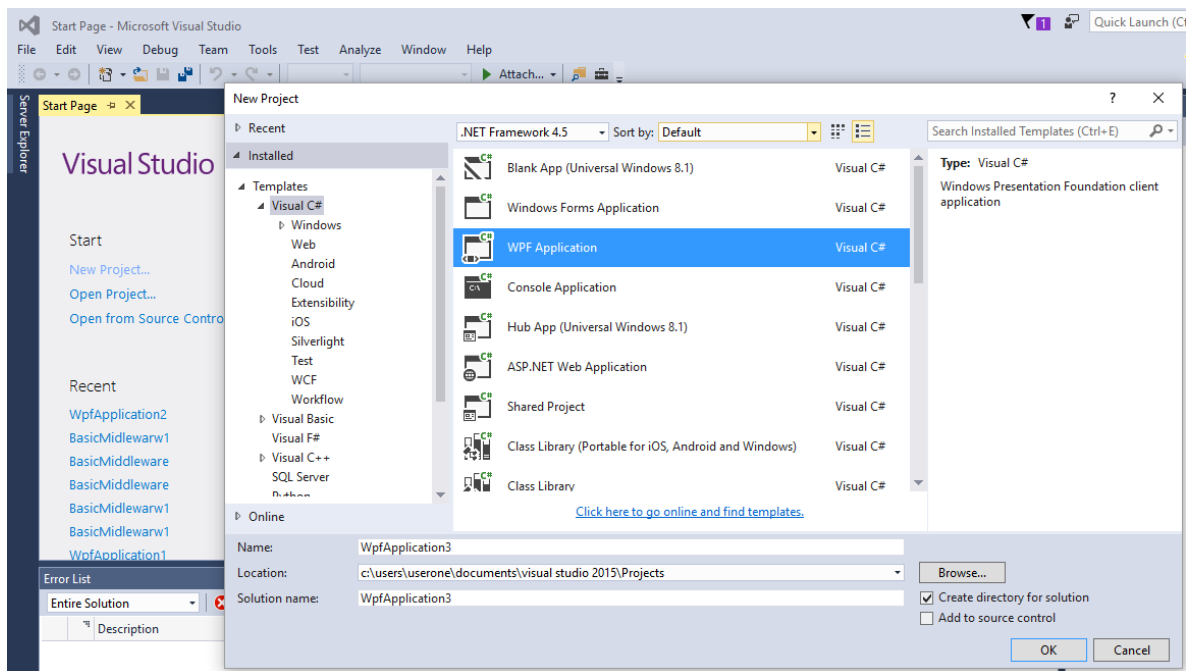 Start Page - Microsoft Visual Studio
1
Quick Launch (Ct
File Edit View Debug Team Tools Test Analyze Window Help
Attach...
Server Explorer
Start Page
Visual Studio
Start
New Project...
Open Project...
Open from Source Contro
Recent
WpfApplication2
BasicMidlewarw1
BasicMiddleware
BasicMiddleware
BasicMidlewarw1
BasicMidlewarw1
WpfApplication1
Error List
Entire Solution
Description
New Project
?
Recent
Installed
Templates
Visual C#
Windows
Web
Android
Cloud
Extensibility
iOS
Silverlight
Test
WCF
Workflow
Visual Basic
Visual F#
Visual C++
SQL Server
Python
Online
.NET Framework 4.5 Sort by: Default
Search Installed Templates (Ctrl+E)
Blank App (Universal Windows 8.1) Visual C#
Windows Forms Application Visual C#
WPF Application Visual C#
Console Application Visual C#
Hub App (Universal Windows 8.1) Visual C#
ASP.NET Web Application Visual C#
Shared Project Visual C#
Class Library (Portable for iOS, Android and Windows) Visual C#
Class Library Visual C#
Click here to go online and find templates.
Type: Visual C#
Windows Presentation Foundation client
application
Name: WpfApplication3
Location: c:\users\userone\documents\visual studio 2015\Projects
Browse...
Solution name: WpfApplication3
Create directory for solution
Add to source control
OK Cancel